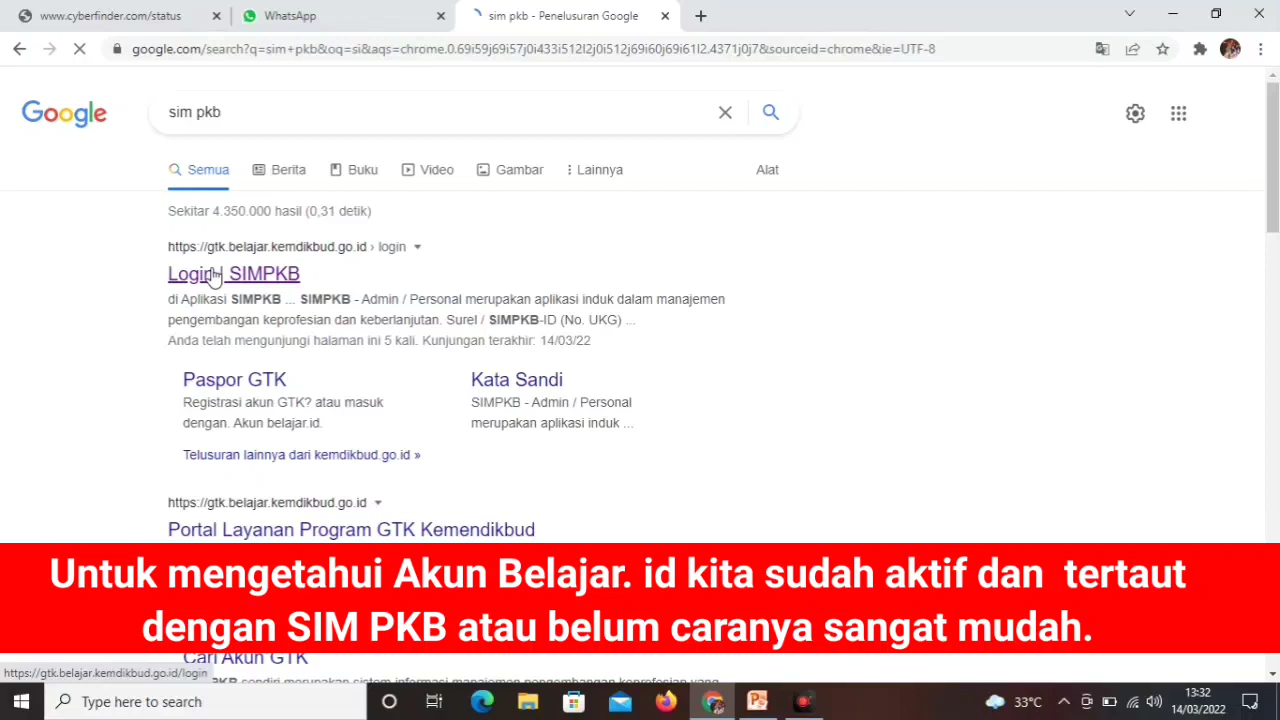 www.cyberfinder.com/status
WhatsApp
sim pkb - Penelusuran Google
google.com/search?q=sim+pkb&oq=si&aqs=chrome.0.69i59j69i57j0i433i512l2j0i512j69i60j69i61l2.4371j0j7&sourceid=chrome&ie=UTF-8
Google
sim pkb
Semua
Berita
Buku
Video
Gambar
Lainnya
Alat
Sekitar 4.350.000 hasil (0,31 detik)
https://gtk.belajar.kemdikbud.go.id › login
Login | SIMPKB
di Aplikasi SIMPKB ... SIMPKB - Admin / Personal merupakan aplikasi induk dalam manajemen
pengembangan keprofesian dan keberlanjutan. Surel / SIMPKB-ID (No. UKG) ...
Anda telah mengunjungi halaman ini 5 kali. Kunjungan terakhir: 14/03/22
Paspor GTK
Registrasi akun GTK? atau masuk
dengan. Akun belajar.id.
Kata Sandi
SIMPKB - Admin / Personal
merupakan aplikasi induk ...
Telusuran lainnya dari kemdikbud.go.id »
https://gtk.belajar.kemdikbud.go.id
Portal Layanan Program GTK Kemendikbud
Untuk mengetahui Akun Belajar. id kita sudah aktif dan tertaut
dengan SIM PKB atau belum caranya sangat mudah.
Cari Akun GTK
https://gtk.belajar.kemdikbud.go.id/login
Type here to search
33°C
13:32
14/03/2022